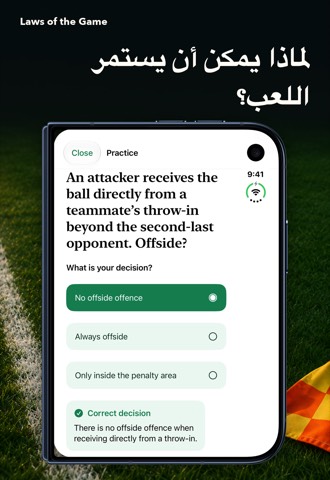 Laws of the Game
لماذا يمكن أن يستمر
اللعب؟
Close
Practice
9:41
An attacker receives the
ball directly from a
teammate's throw-in
beyond the second-last
opponent. Offside?
What is your decision?
No offside offence
Always offside
Only inside the penalty area
Correct decision
There is no offside offence when
receiving directly from a throw-in.